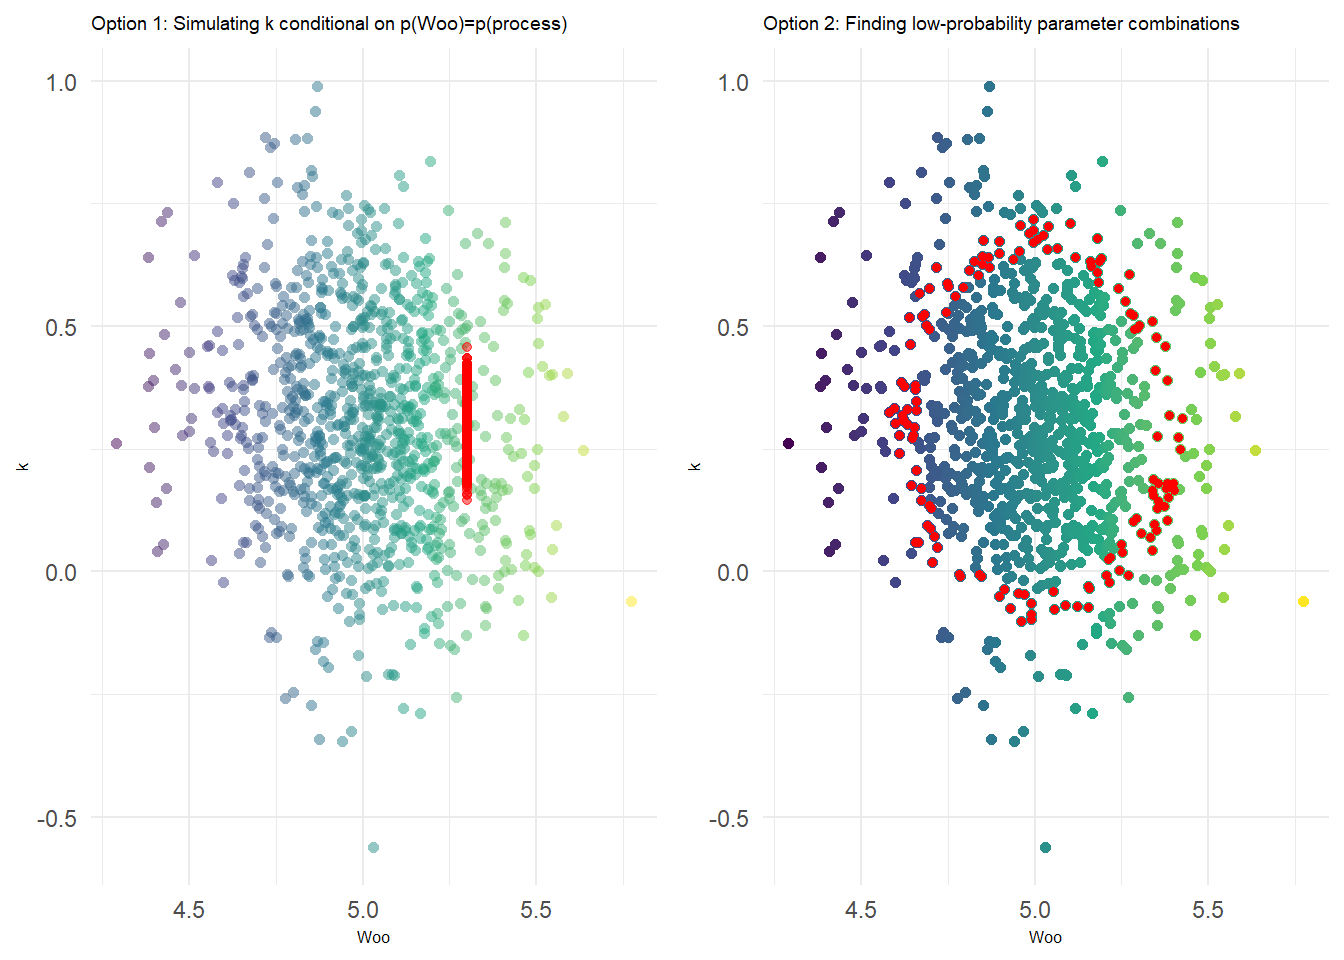 Option 1: Simulating k conditional on p(Woo)=p(process)
1.0
0.5
0.0
-0.5
k
4.5 5.0 5.5
Woo
Option 2: Finding low-probability parameter combinations
1.0
0.5
0.0
-0.5
k
4.5 5.0 5.5
Woo